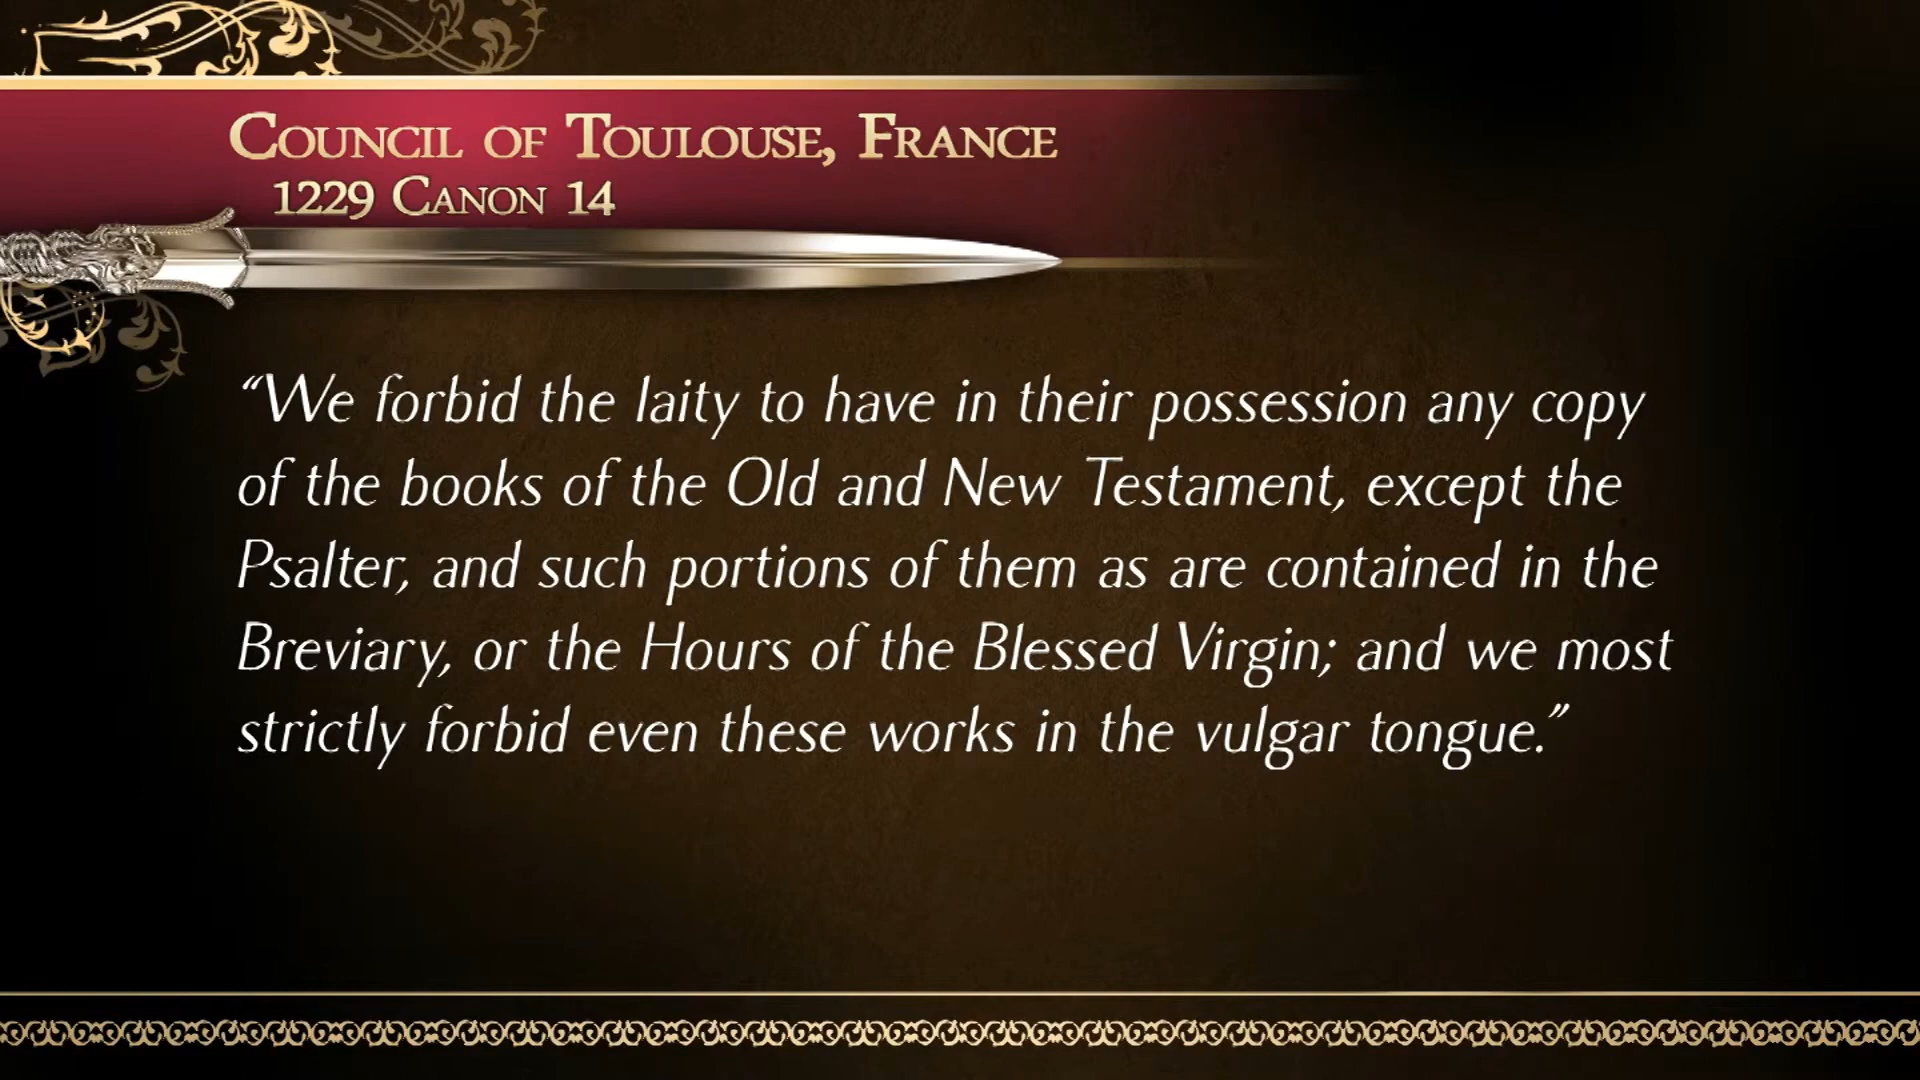 Council of Toulouse, France
1229 Canon 14
“We forbid the laity to have in their possession any copy
of the books of the Old and New Testament, except the
Psalter, and such portions of them as are contained in the
Breviary, or the Hours of the Blessed Virgin; and we most
strictly forbid even these works in the vulgar tongue.”